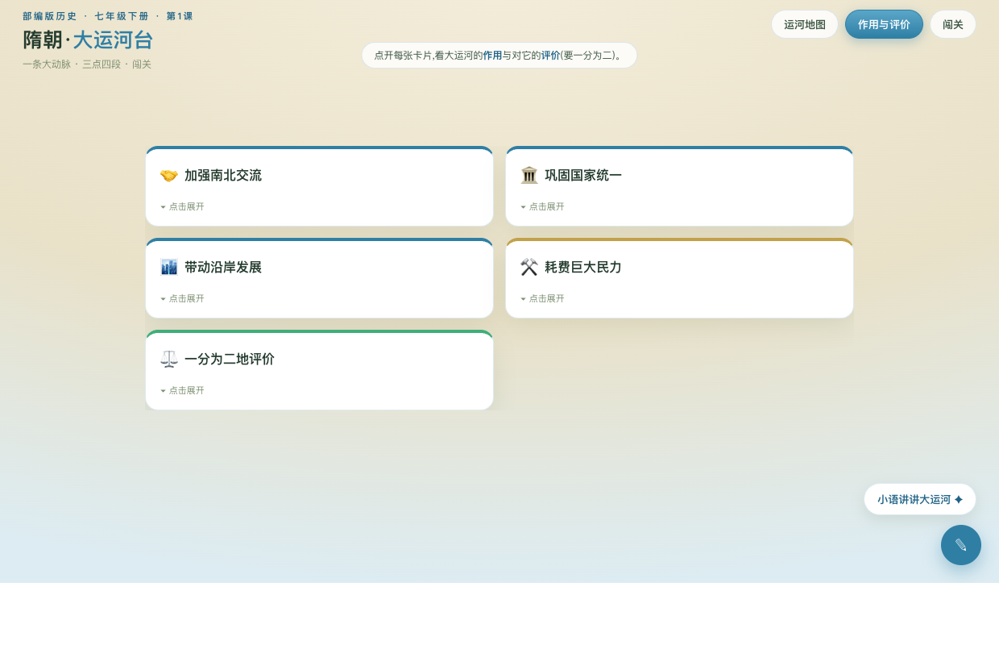 部编版历史 · 七年级下册 · 第1课
隋朝·大运河台
一条大动脉 · 三点四段 · 闯关
运河地图
作用与评价
闯关
点开每张卡片,看大运河的作用与对它的评价(要一分为二)。
🤝 加强南北交流
▾ 点击展开
🏛️ 巩固国家统一
▾ 点击展开
🏙️ 带动沿岸发展
▾ 点击展开
⚒️ 耗费巨大民力
▾ 点击展开
⚖️ 一分为二地评价
▾ 点击展开
小语讲讲大运河 ✦